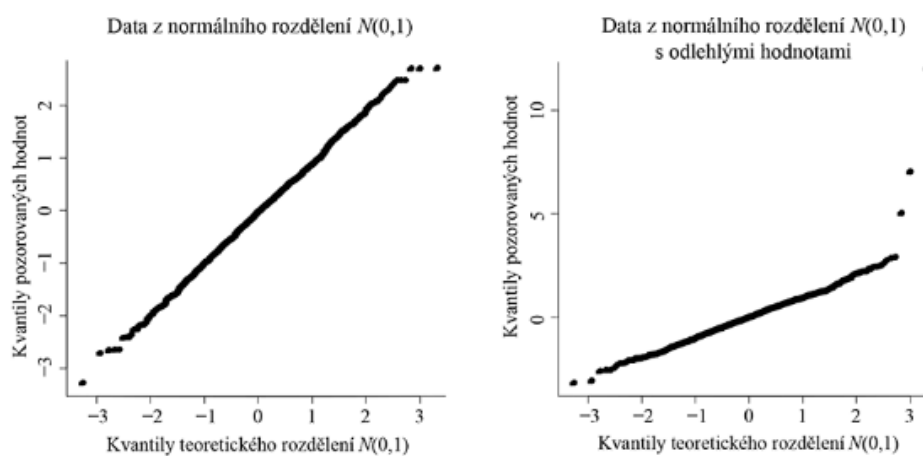 Data z normálního rozdělení N(0,1)
Kvantily pozorovaných hodnot
2
1
0
−1
−2
−3
−3 −2 −1 0 1 2 3
Kvantily teoretického rozdělení N(0,1)
Data z normálního rozdělení N(0,1)
s odlehlými hodnotami
Kvantily pozorovaných hodnot
10
5
0
−3 −2 −1 0 1 2 3
Kvantily teoretického rozdělení N(0,1)